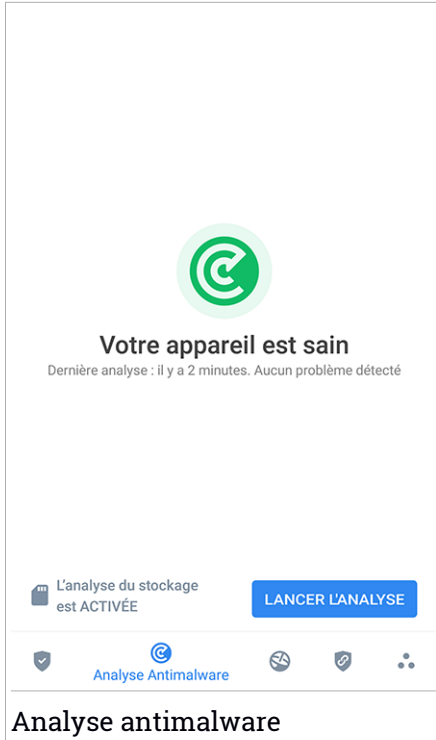 Votre appareil est sain
Dernière analyse : il y a 2 minutes. Aucun problème détecté
L'analyse du stockage
est ACTIVÉE
LANCER L'ANALYSE
Analyse Antimalware
Analyse antimalware